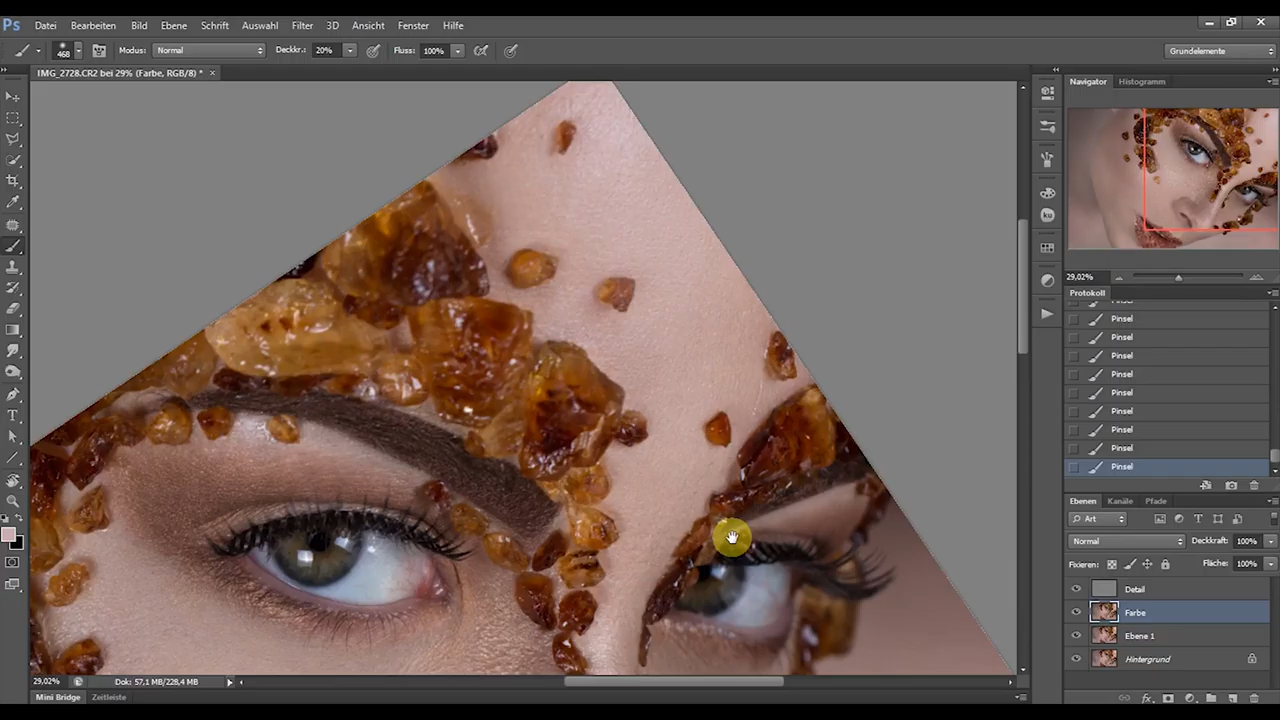 Ps Datei Bearbeiten Bild Ebene Schrift Auswahl Filter 3D Ansicht Fenster Hilfe
468 Modus: Normal Deckkr.: 20% Fluss: 100% Grundelemente
IMG_2728.CR2 bei 29% (Farbe, RGB/8) *
Navigator Histogramm
29,02%
Protokoll
Pinsel
Pinsel
Pinsel
Pinsel
Pinsel
Pinsel
Pinsel
Pinsel
Pinsel
Pinsel
Ebenen Kanäle Pfade
Art
Normal Deckkraft: 100%
Fixieren: Fläche: 100%
Detail
Farbe
Ebene 1
Hintergrund
ku
T
29,02% Dok: 57,1 MB/228,4 MB
Mini Bridge Zeitleiste
fx